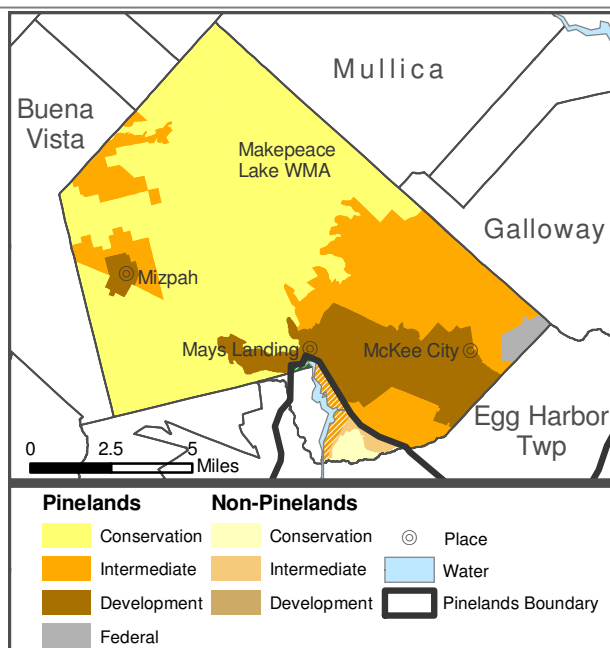 Mullica
Buena
Vista
Makepeace
Lake WMA
Galloway
Mizpah
Mays Landing
McKee City
Egg Harbor
Twp
0 2.5 5
Miles
Pinelands
Non-Pinelands
Conservation
Conservation
Place
Intermediate
Intermediate
Water
Development
Development
Pinelands Boundary
Federal